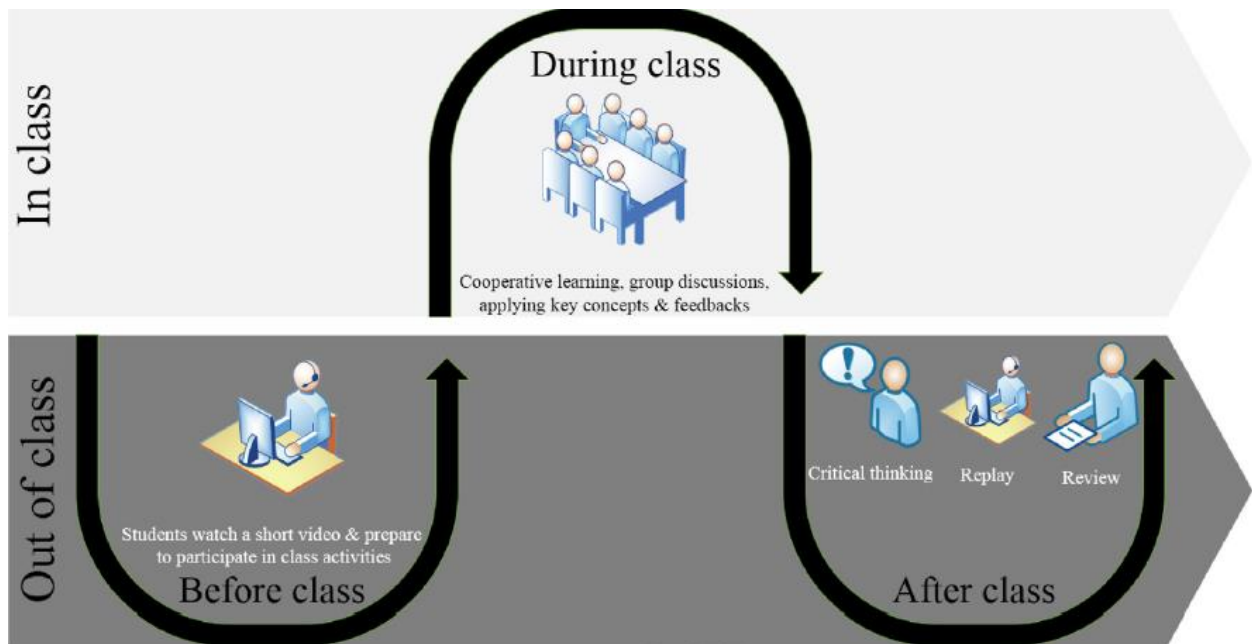 In class
During class
Cooperative learning, group discussions,
applying key concepts & feedbacks
Out of class
Students watch a short video & prepare
to participate in class activities
Before class
Critical thinking
Replay
Review
After class